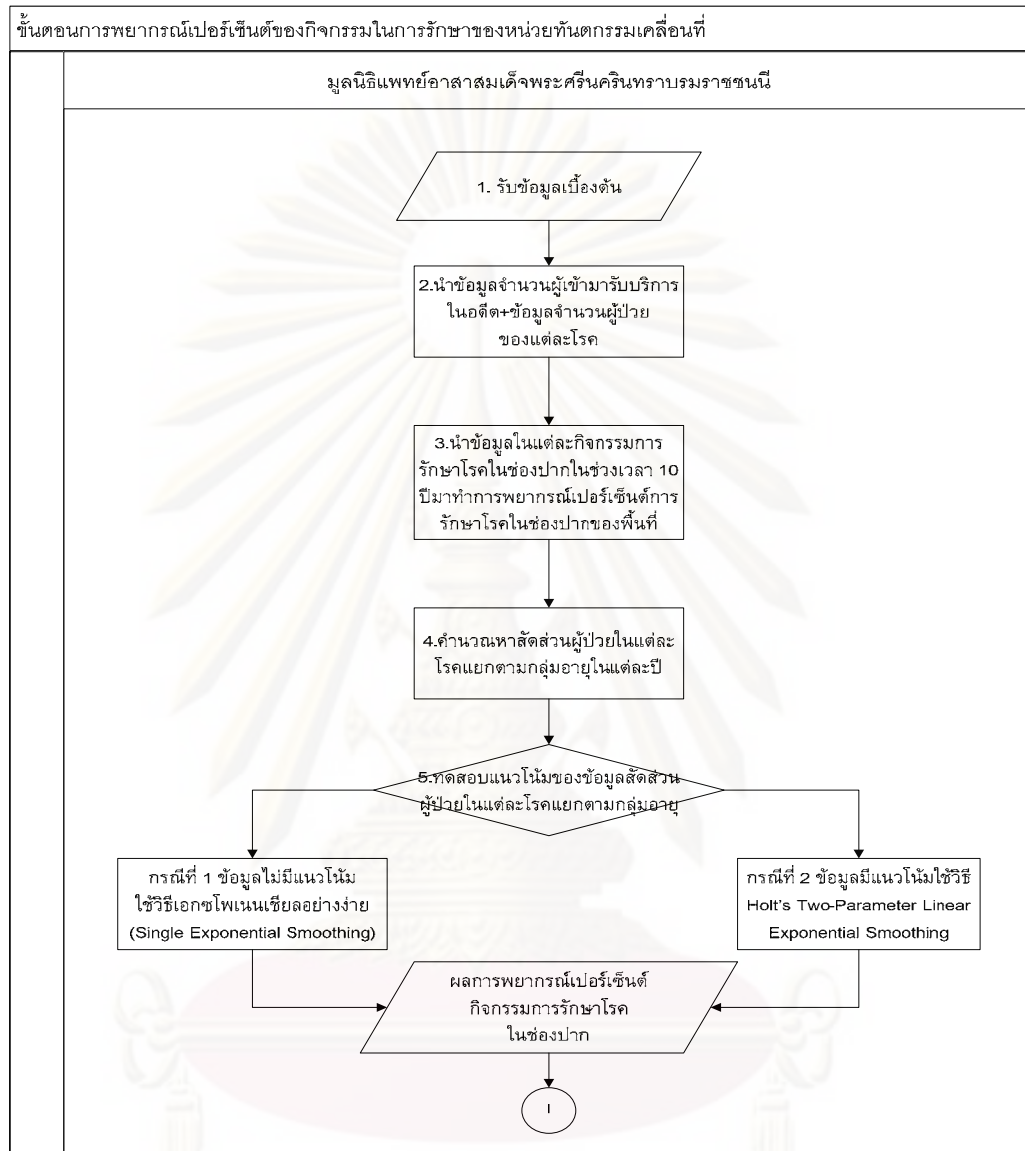 ขั้นตอนการพยากรณ์เปอร์เซ็นต์ของกิจกรรมในการรักษาของหน่วยทันตกรรมเคลื่อนที่
มูลนิธิแพทย์อาสาสมเด็จพระศรีนครินทราบรมราชชนนี
1. รับข้อมูลเบื้องต้น
2.นำข้อมูลจำนวนผู้เข้ามารับบริการ
ในอดีต+ข้อมูลจำนวนผู้ป่วย
ของแต่ละโรค
3.นำข้อมูลในแต่ละกิจกรรมการ
รักษาโรคในช่องปากในช่วงเวลา 10
ปีมาทำการพยากรณ์เปอร์เซ็นต์การ
รักษาโรคในช่องปากของพื้นที่
4.คำนวณหาสัดส่วนผู้ป่วยในแต่ละ
โรคแยกตามกลุ่มอายุในแต่ละปี
5.ทดสอบแนวโน้มของข้อมูลสัดส่วน
ผู้ป่วยในแต่ละโรคแยกตามกลุ่มอายุ
กรณีที่ 1 ข้อมูลไม่มีแนวโน้ม
ใช้วิธีเอกซโพเนนเชียลอย่างง่าย
(Single Exponential Smoothing)
กรณีที่ 2 ข้อมูลมีแนวโน้มใช้วิธี
Holt's Two-Parameter Linear
Exponential Smoothing
ผลการพยากรณ์เปอร์เซ็นต์
กิจกรรมการรักษาโรค
ในช่องปาก
I